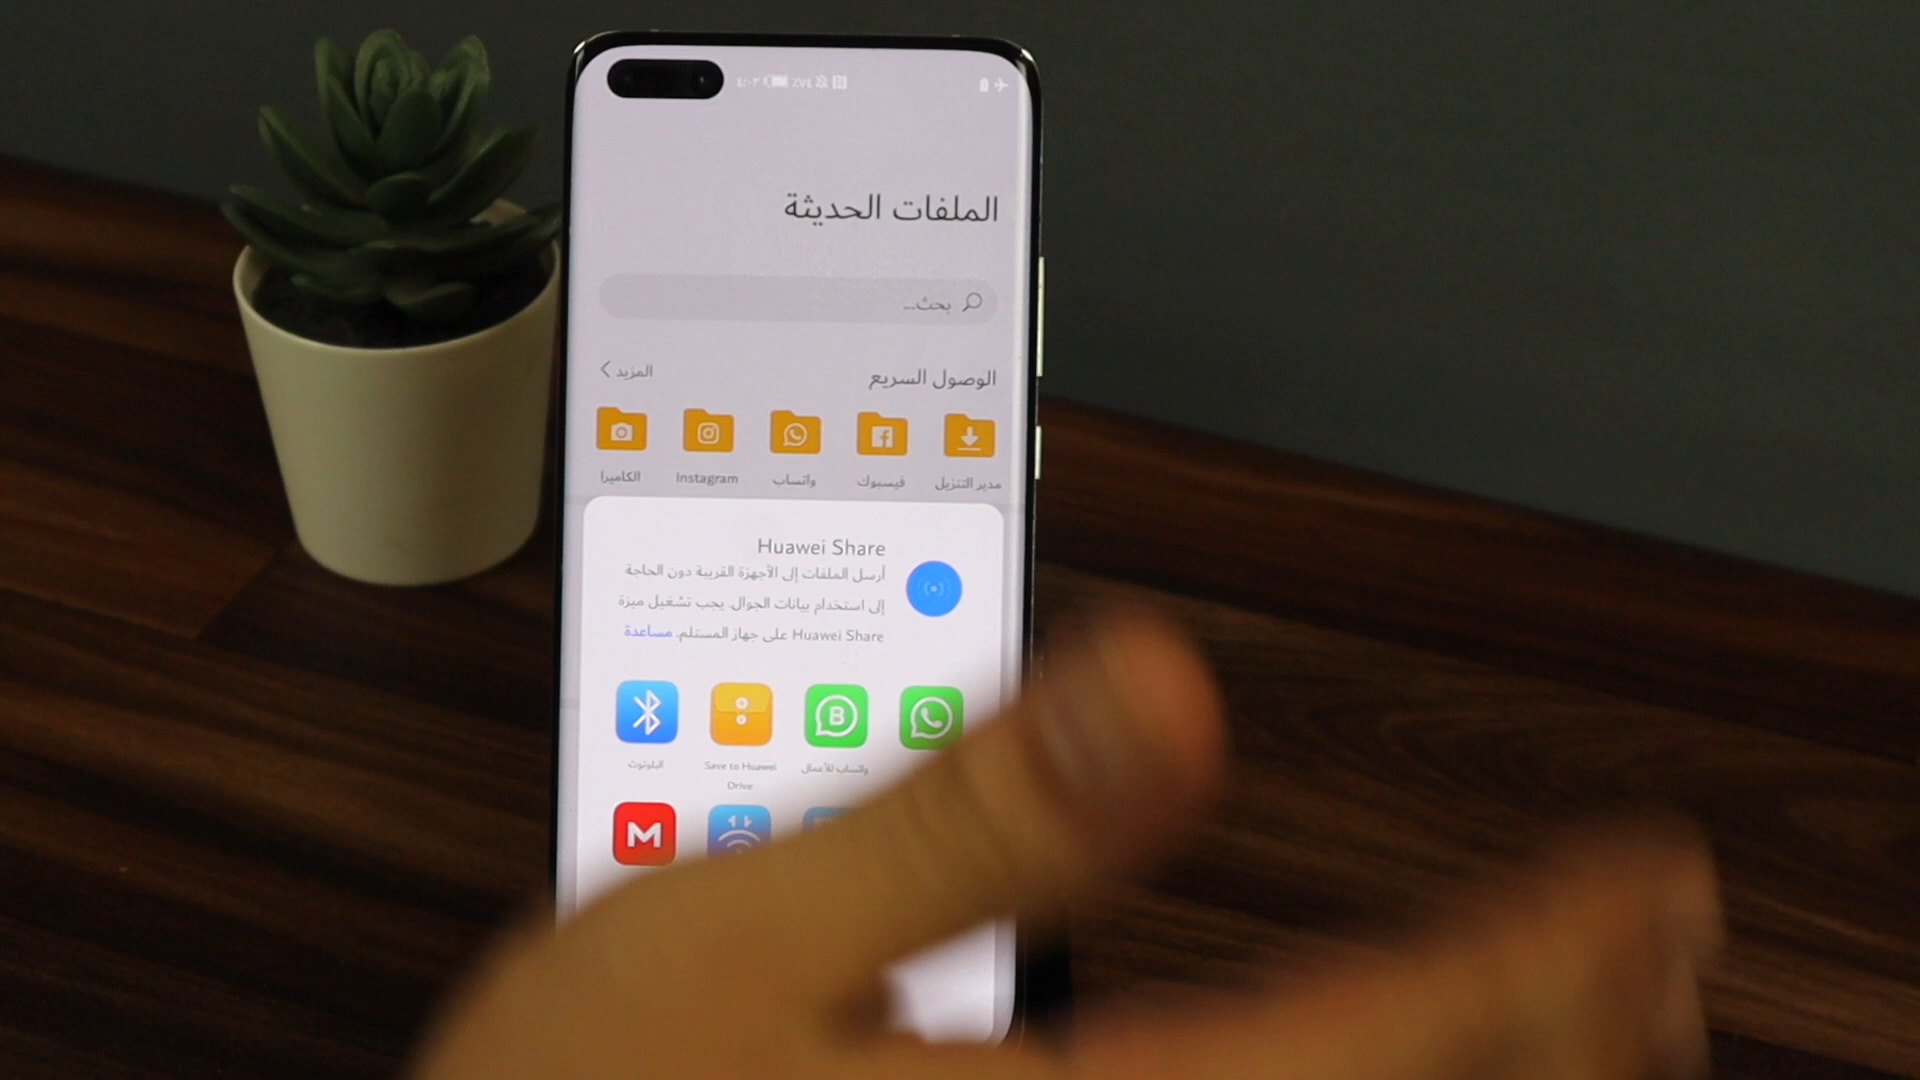 ٪٧٤
الملفات الحديثة
بحث...
الوصول السريع
المزيد
مدير التنزيل
فيسبوك
واتساب
Instagram
الكاميرا
Huawei Share
أرسل الملفات إلى الأجهزة القريبة دون الحاجة
إلى استخدام بيانات الجوال. يجب تشغيل ميزة
Huawei Share على جهاز المستلم. مساعدة
B
واتساب للأعمال
Save to Huawei
Drive
البلوتوث
M